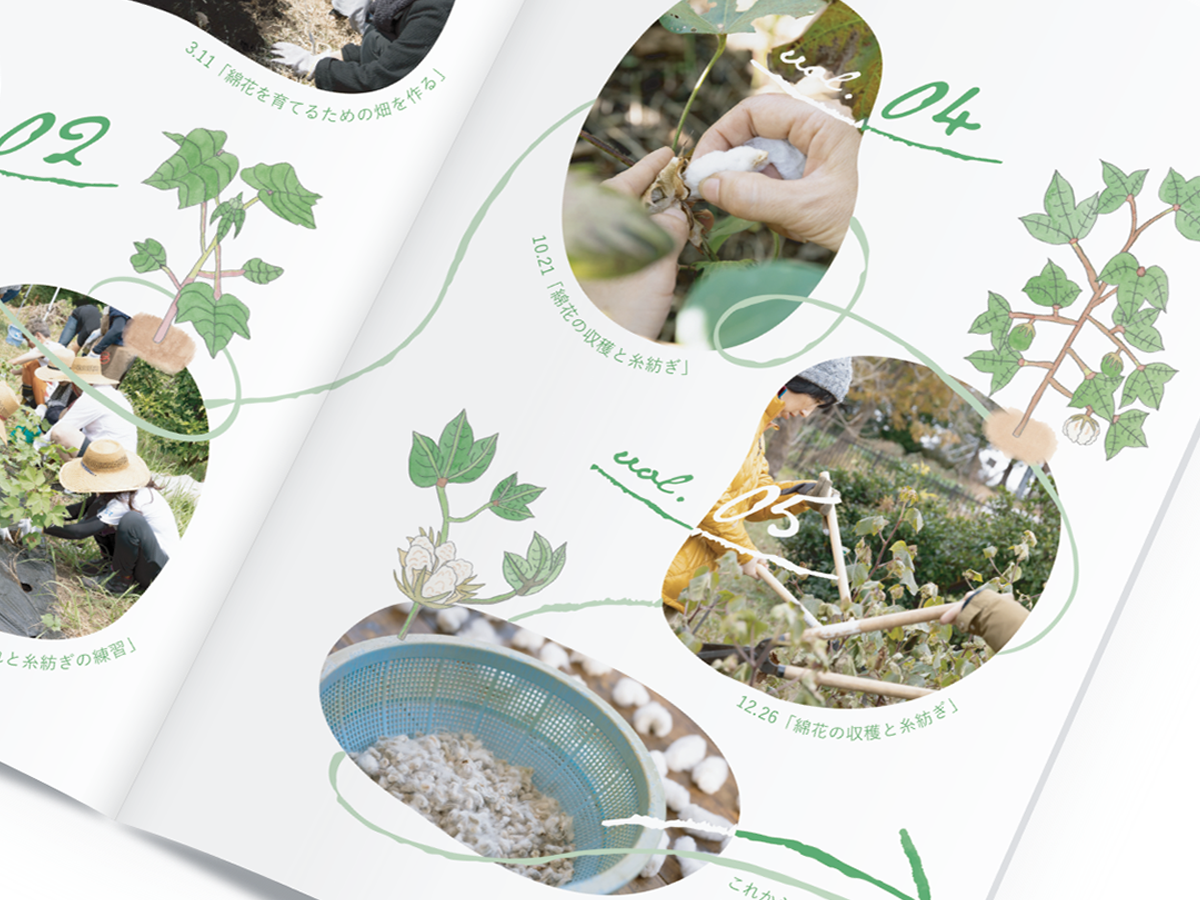 3.11「綿花を育てるための畑を作る」
02
と糸紡ぎの練習」
vol. 04
10.21「綿花の収穫と糸紡ぎ」
vol. 05
12.26「綿花の収穫と糸紡ぎ」
これから